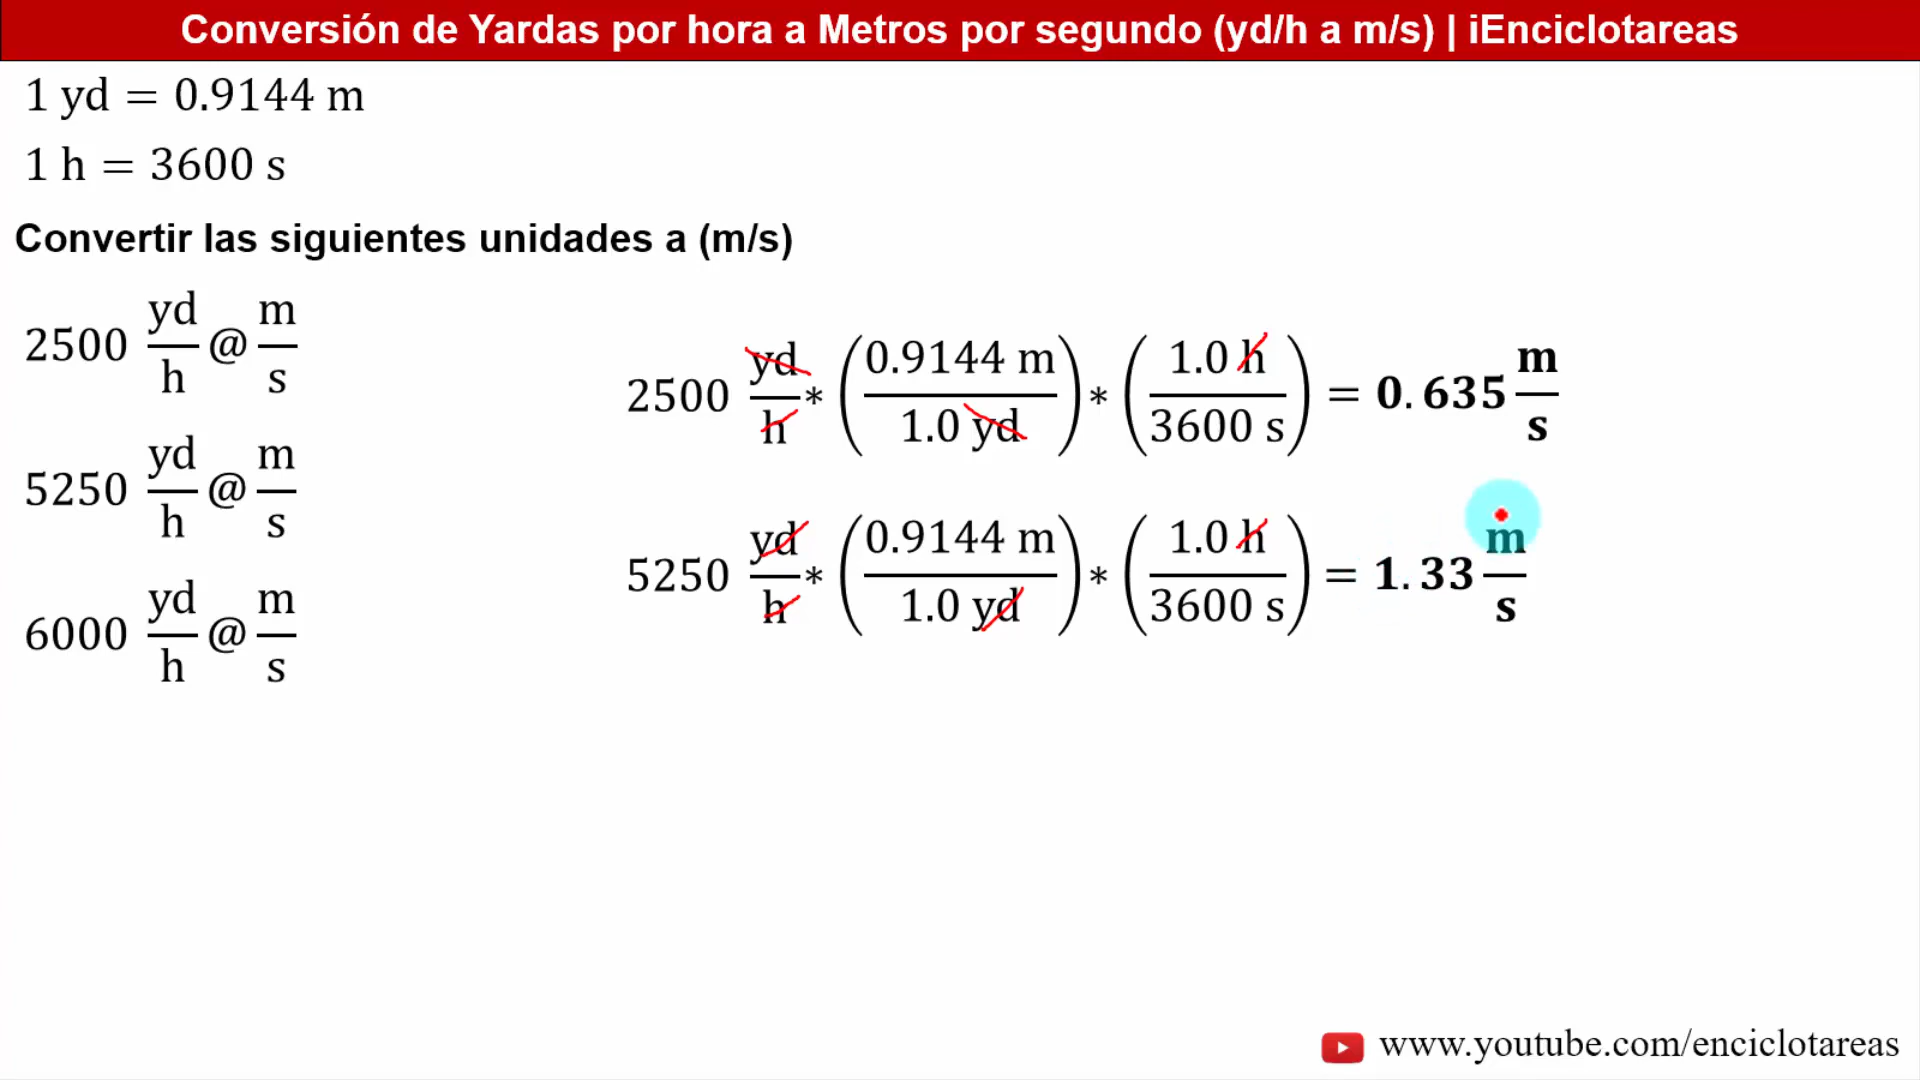 Conversión de Yardas por hora a Metros por segundo (yd/h a m/s) | iEnciclotareas
1 yd = 0.9144 m
1 h = 3600 s
Convertir las siguientes unidades a (m/s)
2500 yd/h @ m/s
2500 yd/h * (0.9144 m / 1.0 yd) * (1.0 h / 3600 s) = 0.635 m/s
5250 yd/h @ m/s
5250 yd/h * (0.9144 m / 1.0 yd) * (1.0 h / 3600 s) = 1.33 m/s
6000 yd/h @ m/s
www.youtube.com/enciclotareas